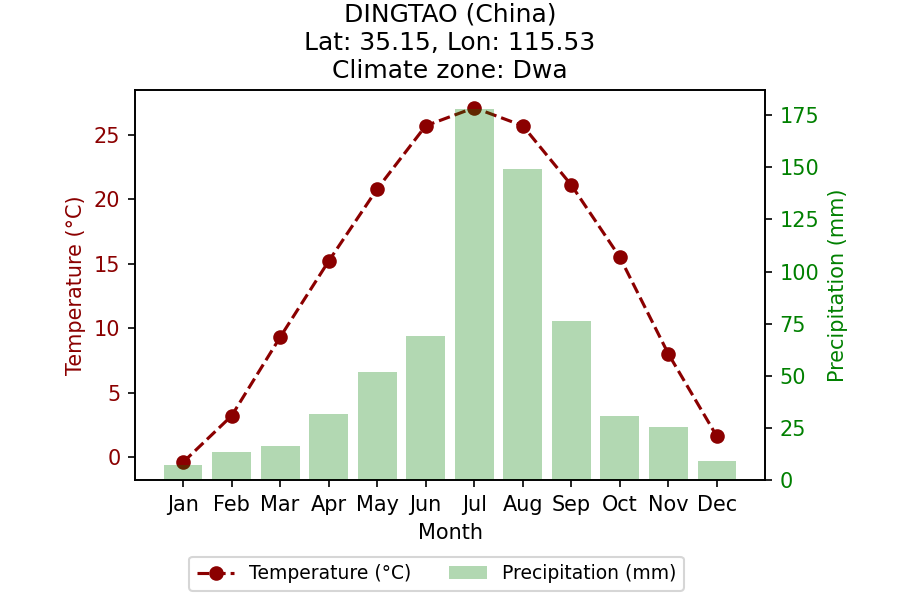 DINGTAO (China)
Lat: 35.15, Lon: 115.53
Climate zone: Dwa
25
20
15
10
5
0
Temperature (°C)
175
150
125
100
75
50
25
0
Precipitation (mm)
Jan Feb Mar Apr May Jun Jul Aug Sep Oct Nov Dec
Month
Temperature (°C) Precipitation (mm)